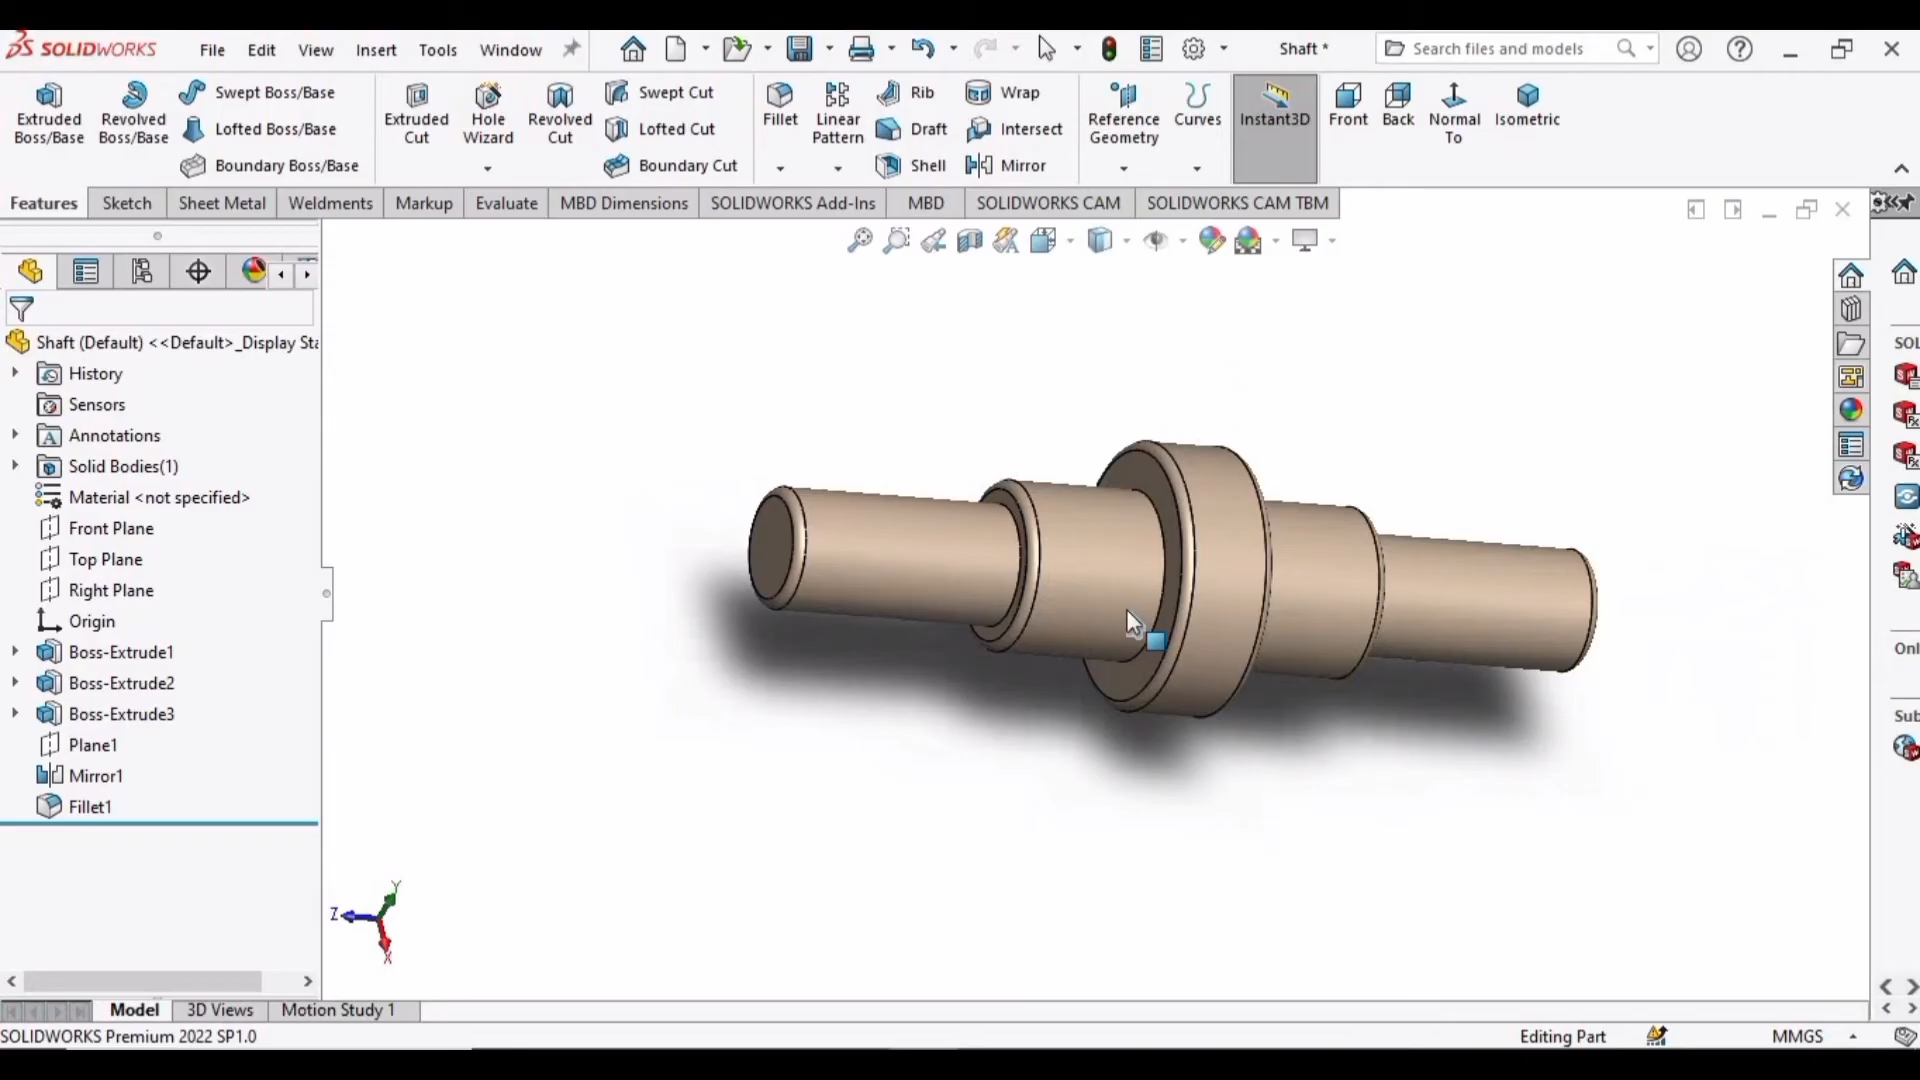 SOLIDWORKS File Edit View Insert Tools Window Shaft * Search files and models
Extruded Boss/Base
Revolved Boss/Base
Swept Boss/Base
Lofted Boss/Base
Boundary Boss/Base
Extruded Cut
Hole Wizard
Revolved Cut
Swept Cut
Lofted Cut
Boundary Cut
Fillet
Linear Pattern
Rib
Draft
Shell
Wrap
Intersect
Mirror
Reference Geometry
Curves
Instant3D
Front
Back
Normal To
Isometric
Features Sketch Sheet Metal Weldments Markup Evaluate MBD Dimensions SOLIDWORKS Add-Ins MBD SOLIDWORKS CAM SOLIDWORKS CAM TBM
Shaft (Default) <<Default>_Display Sta
History
Sensors
Annotations
Solid Bodies(1)
Material <not specified>
Front Plane
Top Plane
Right Plane
Origin
Boss-Extrude1
Boss-Extrude2
Boss-Extrude3
Plane1
Mirror1
Fillet1
SOL
Onl
Sub
Y
Z
X
Model 3D Views Motion Study 1
SOLIDWORKS Premium 2022 SP1.0 Editing Part MMGS